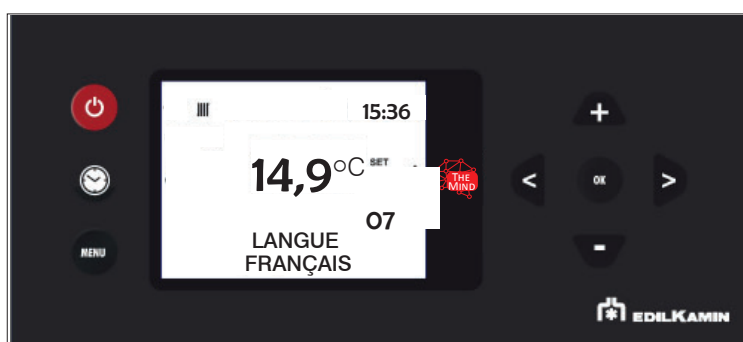 15:36
14,9°C SET
THE
MIND
OK
07
MENU
LANGUE
FRANÇAIS
EDILKAMIN